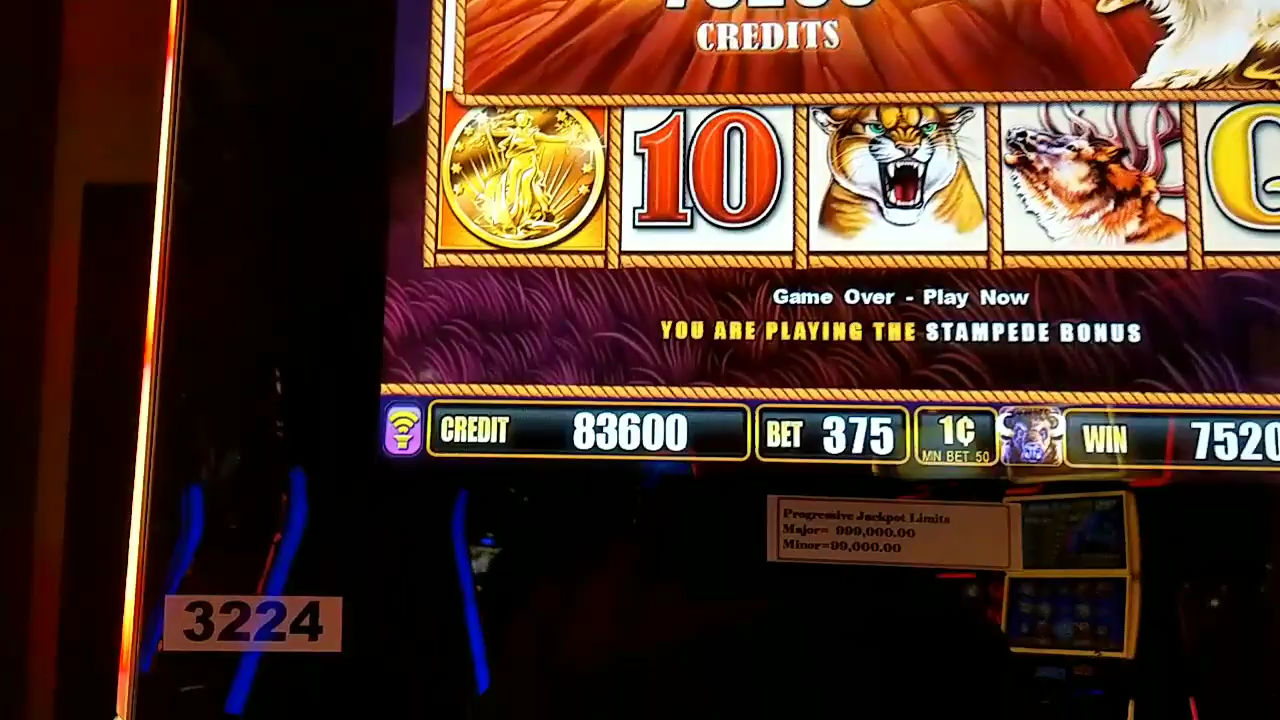 CREDITS
10
Game Over - Play Now
YOU ARE PLAYING THE STAMPEDE BONUS
CREDIT 83600 BET 375 1¢ MIN BET 50 WIN 7520
Progressive Jackpot Limits
Major= 999,000.00
Minor=99,000.00
3224